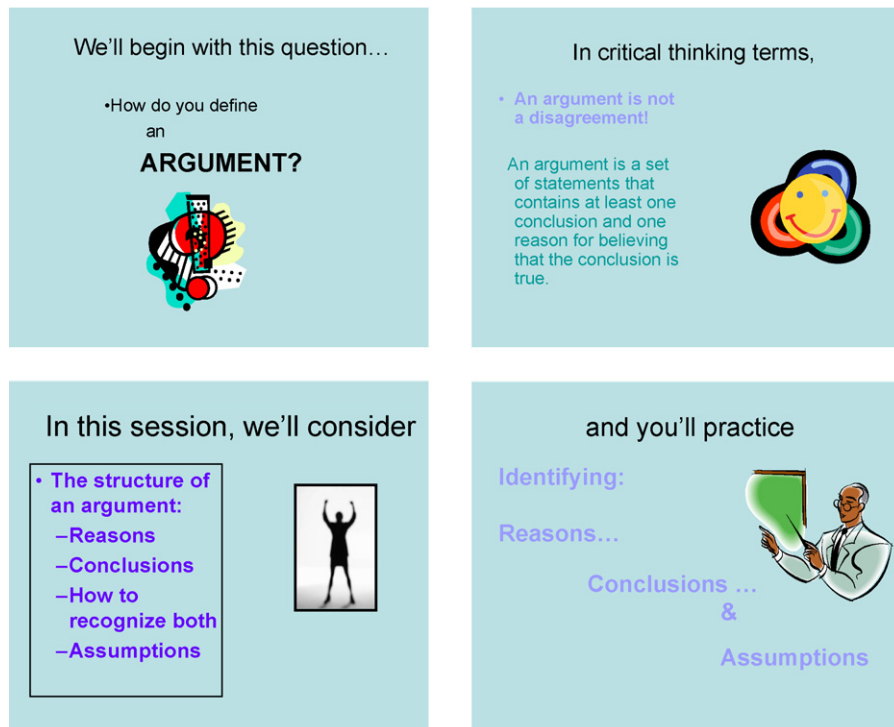 We'll begin with this question…
•How do you define
an
ARGUMENT?
In critical thinking terms,
• An argument is not
a disagreement!
An argument is a set
of statements that
contains at least one
conclusion and one
reason for believing
that the conclusion is
true.
In this session, we'll consider
• The structure of
an argument:
–Reasons
–Conclusions
–How to
recognize both
–Assumptions
and you'll practice
Identifying:
Reasons…
Conclusions …
&
Assumptions